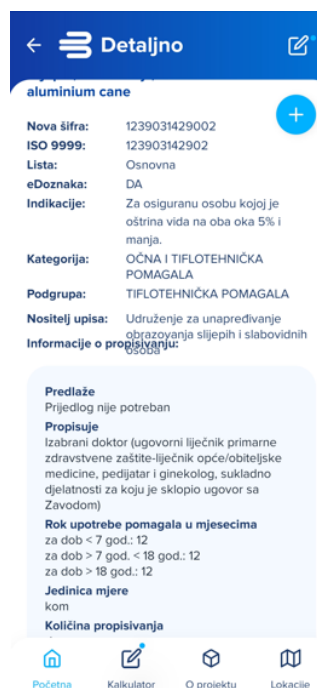 Detaljno
aluminium cane
Nova šifra: 1239031429002
ISO 9999: 123903142902
Lista: Osnovna
eDoznaka: DA
Indikacije: Za osiguranu osobu kojoj je
oštrina vida na oba oka 5% i
manja.
Kategorija: OČNA I TIFLOTEHNIČKA
POMAGALA
Podgrupa: TIFLOTEHNIČKA POMAGALA
Nositelj upisa: Udruženje za unapređivanje
obrazovanja slijepih i slabovidnih
osoba
Informacije o propisivanju:
Predlaže
Prijedlog nije potreban
Propisuje
Izabrani doktor (ugovorni liječnik primarne
zdravstvene zaštite-liječnik opće/obiteljske
medicine, pedijatar i ginekolog, sukladno
djelatnosti za koju je sklopio ugovor sa
Zavodom)
Rok upotrebe pomagala u mjesecima
za dob < 7 god.: 12
za dob > 7 god. < 18 god.: 12
za dob > 18 god.: 12
Jedinica mjere
kom
Količina propisivanja
Početna Kalkulator O projektu Lokacije